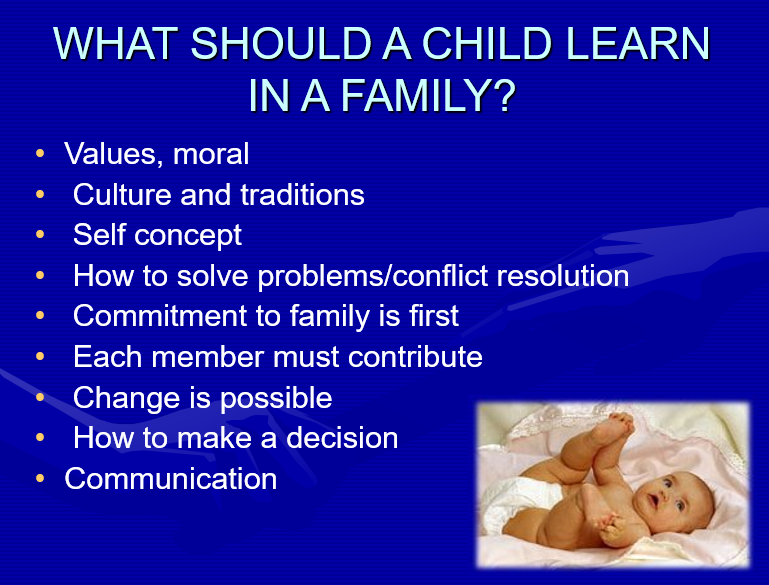 WHAT SHOULD A CHILD LEARN
IN A FAMILY?
• Values, moral
• Culture and traditions
• Self concept
• How to solve problems/conflict resolution
• Commitment to family is first
• Each member must contribute
• Change is possible
• How to make a decision
• Communication